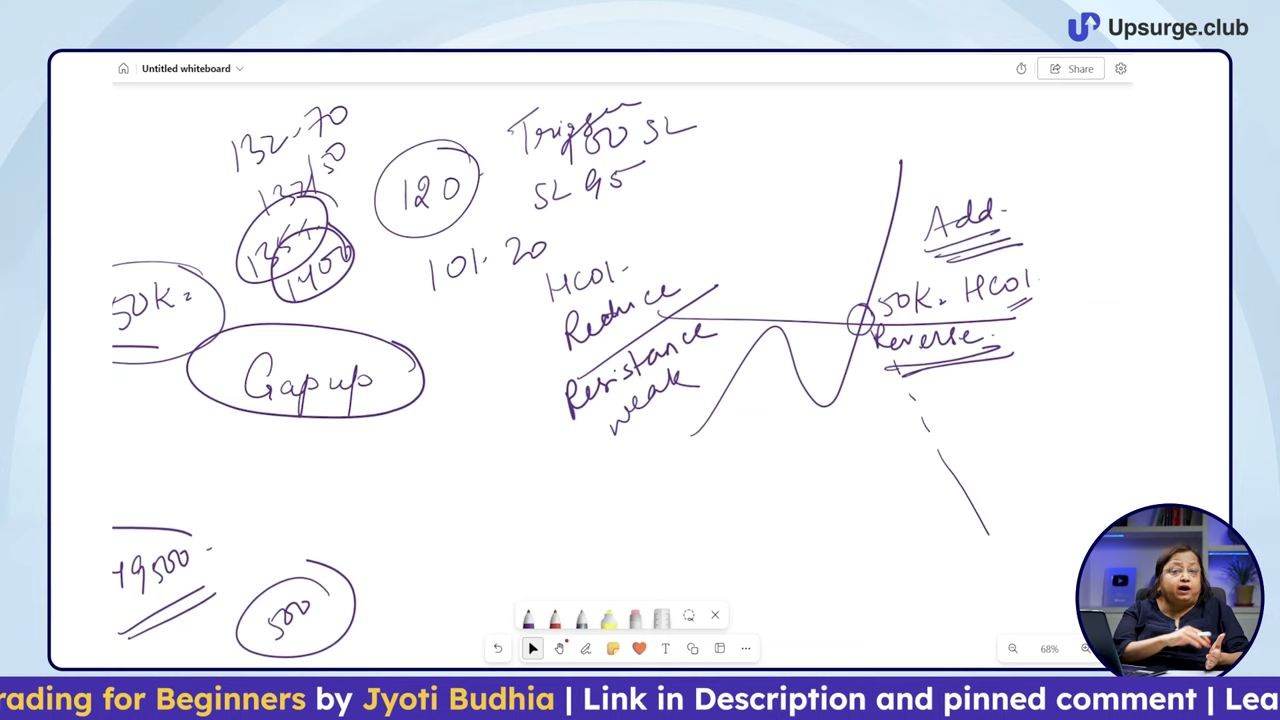 Upsurge.club
Untitled whiteboard
Share
132-70
Trigger
100 SL
SL 95
120
1400
101.20
HCOI-
Reduce
Resistance
weak
Add.
50K. HCOI.
Reverse.
50K=
Gap up
49500
500
68%
rading for Beginners by Jyoti Budhia | Link in Description and pinned comment | Lea